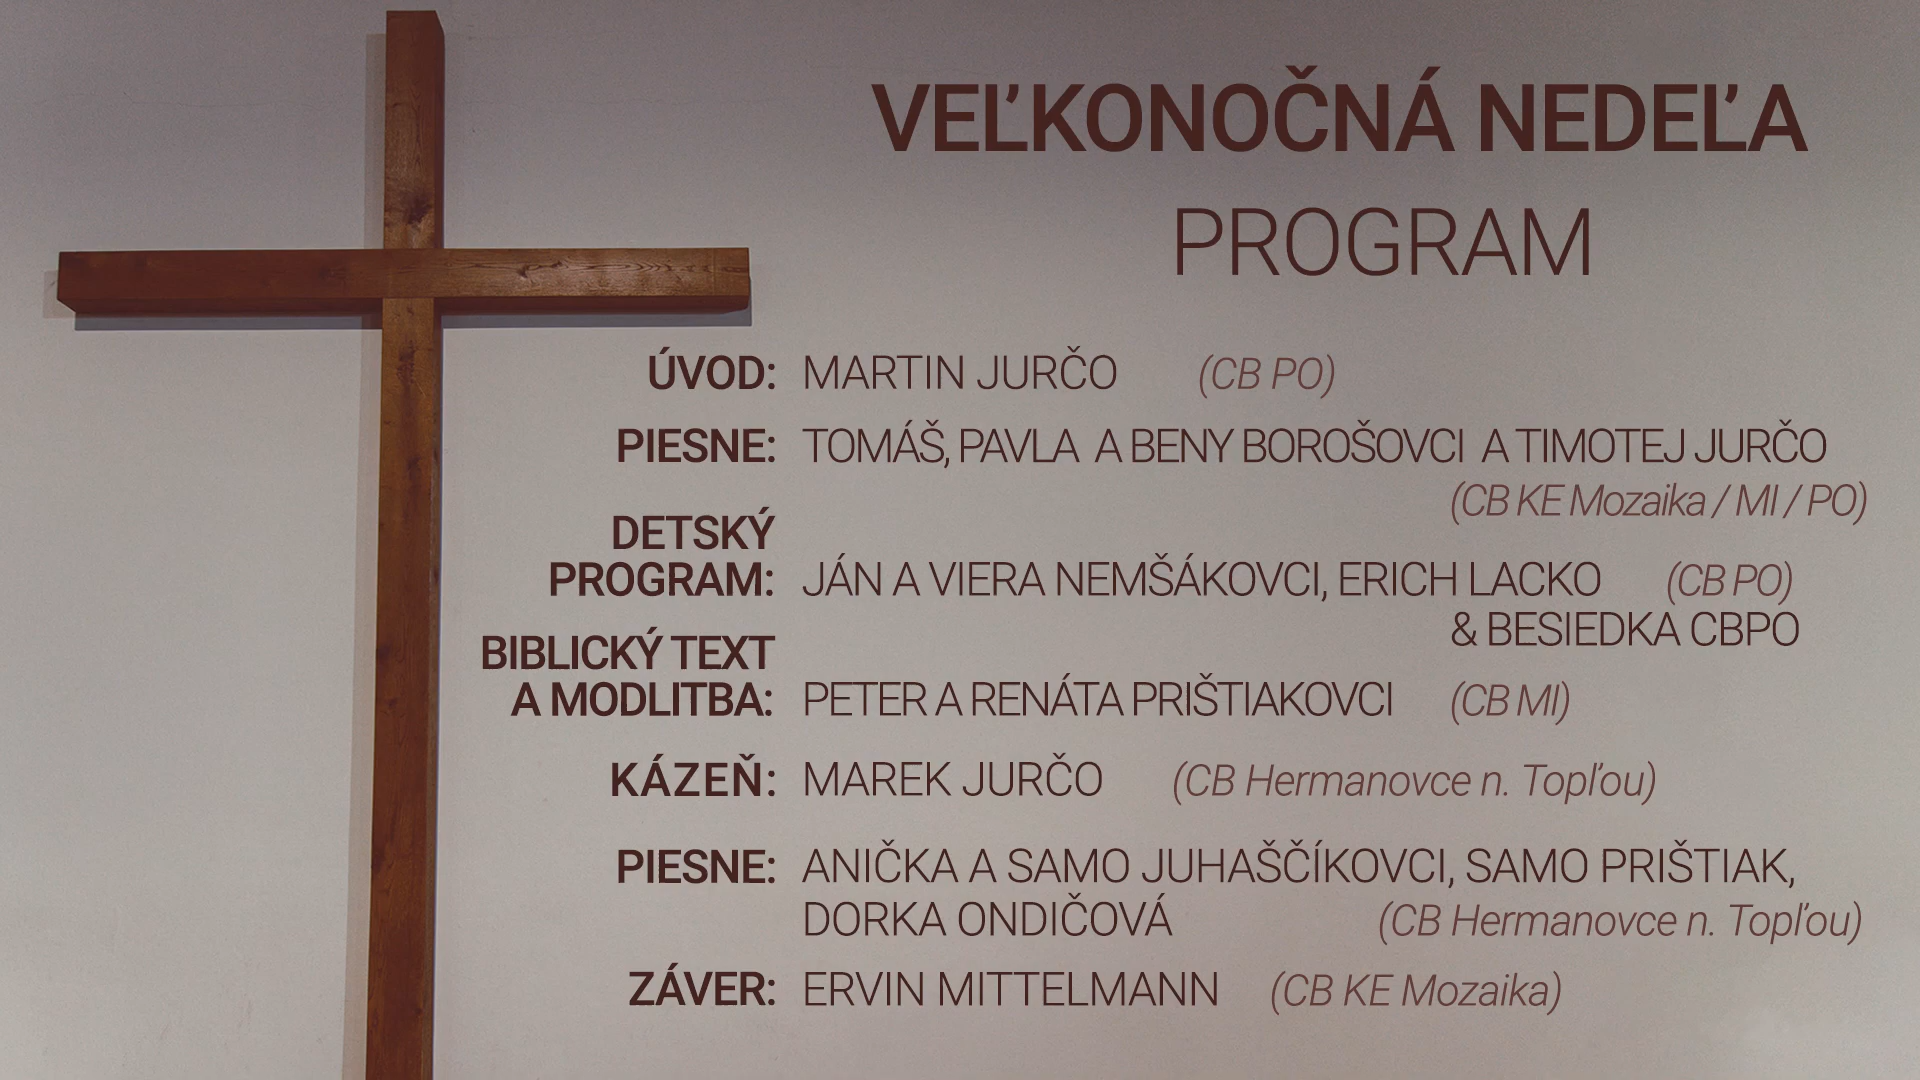 VEĽKONOČNÁ NEDEĽA
PROGRAM
ÚVOD: MARTIN JURČO (CB PO)
PIESNE: TOMÁŠ, PAVLA A BENY BOROŠOVCI A TIMOTEJ JURČO
(CB KE Mozaika / MI / PO)
DETSKÝ
PROGRAM: JÁN A VIERA NEMŠÁKOVCI, ERICH LACKO (CB PO)
& BESIEDKA CBPO
BIBLICKÝ TEXT
A MODLITBA: PETER A RENÁTA PRIŠTIAKOVCI (CB MI)
KÁZEŇ: MAREK JURČO (CB Hermanovce n. Topľou)
PIESNE: ANIČKA A SAMO JUHAŠČÍKOVCI, SAMO PRIŠTIAK,
DORKA ONDIČOVÁ (CB Hermanovce n. Topľou)
ZÁVER: ERVIN MITTELMANN (CB KE Mozaika)